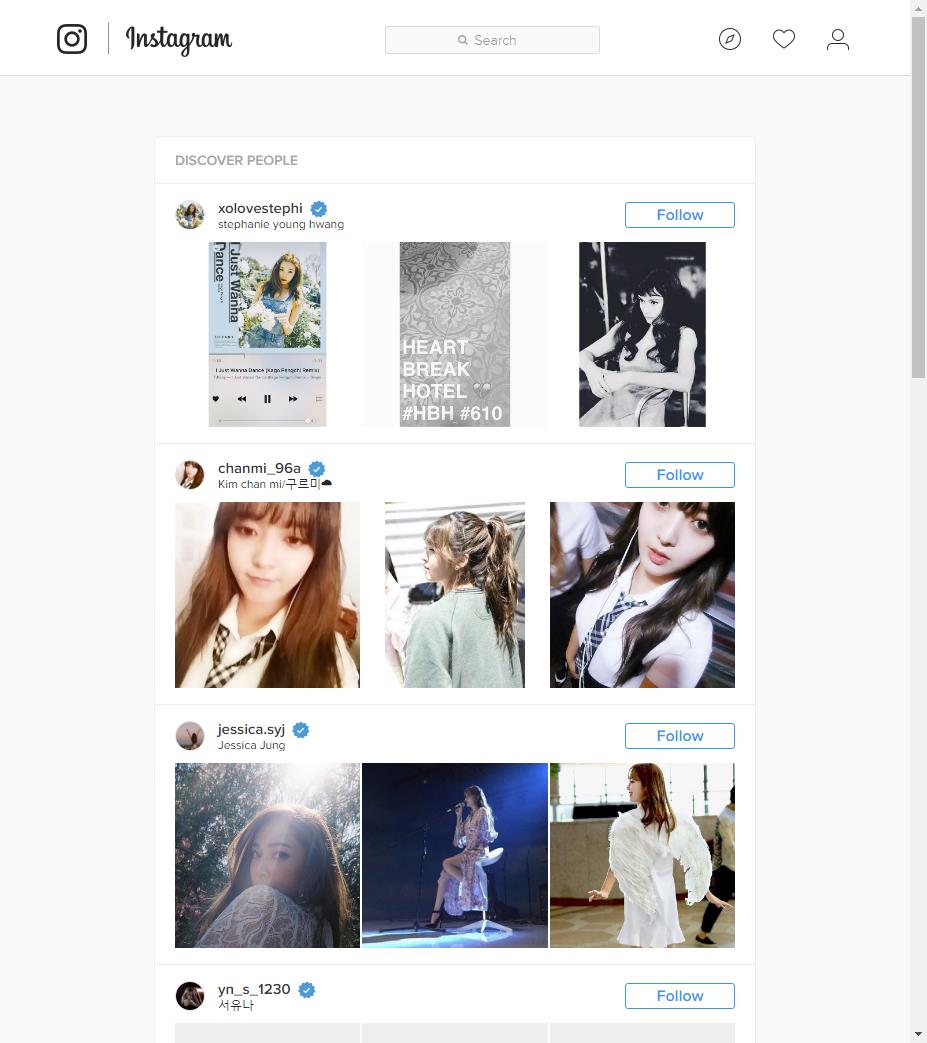 Instagram
Search
DISCOVER PEOPLE
xolovestephi
Follow
stephanie young hwang
I Just Wanna
Dance
I Just Wanna Dance (Kago Pengchi Remix)
HEART
BREAK
HOTEL
#HBH #610
chanmi_96a
Follow
Kim chan mi/구르미☁
jessica.syj
Follow
Jessica Jung
yn_s_1230
Follow
서유나